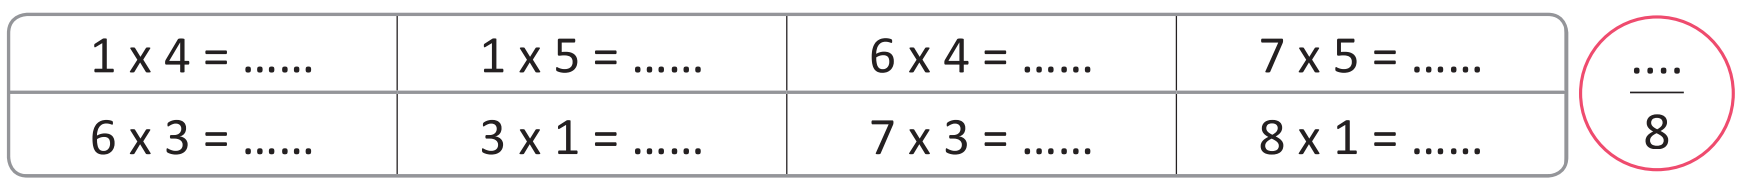 1 x 4 = ...... 1 x 5 = ...... 6 x 4 = ...... 7 x 5 = ......
6 x 3 = ...... 3 x 1 = ...... 7 x 3 = ...... 8 x 1 = ......
....
8